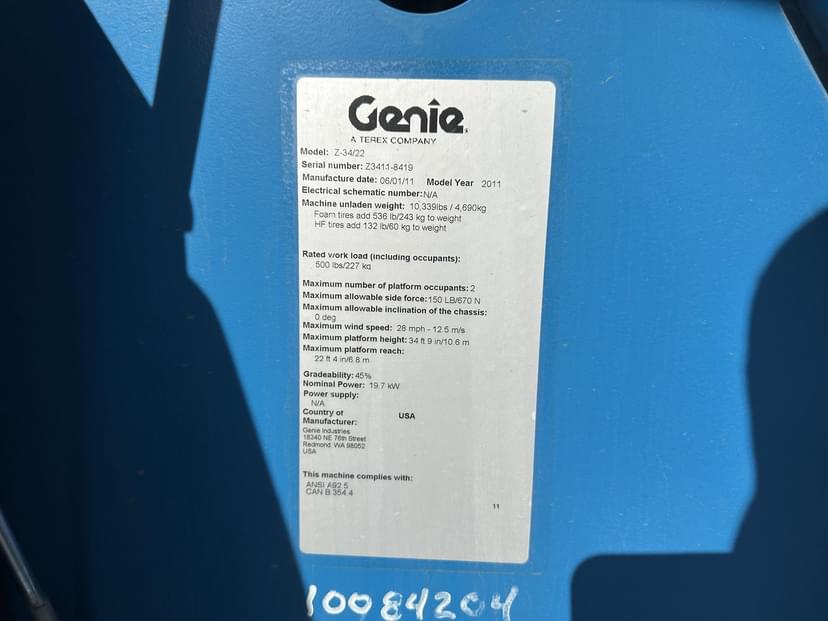 Genie
A TEREX COMPANY
Model: Z-34/22
Serial number: Z3411-8419
Manufacture date: 06/01/11 Model Year 2011
Electrical schematic number:N/A
Machine unladen weight: 10,339lbs / 4,690kg
Foam tires add 536 lb/243 kg to weight
HF tires add 132 lb/60 kg to weight
Rated work load (including occupants):
500 lbs/227 kg
Maximum number of platform occupants: 2
Maximum allowable side force: 150 LB/670 N
Maximum allowable inclination of the chassis:
0 deg
Maximum wind speed: 28 mph - 12.5 m/s
Maximum platform height: 34 ft 9 in/10.6 m
Maximum platform reach:
22 ft 4 in/6.8 m
Gradeability: 45%
Nominal Power: 19.7 kW
Power supply:
N/A
Country of USA
Manufacturer:
Genie Industries
18340 NE 76th Street
Redmond, WA 98052
USA
This machine complies with:
ANSI A92.5
CAN B 354.4
11
10084204